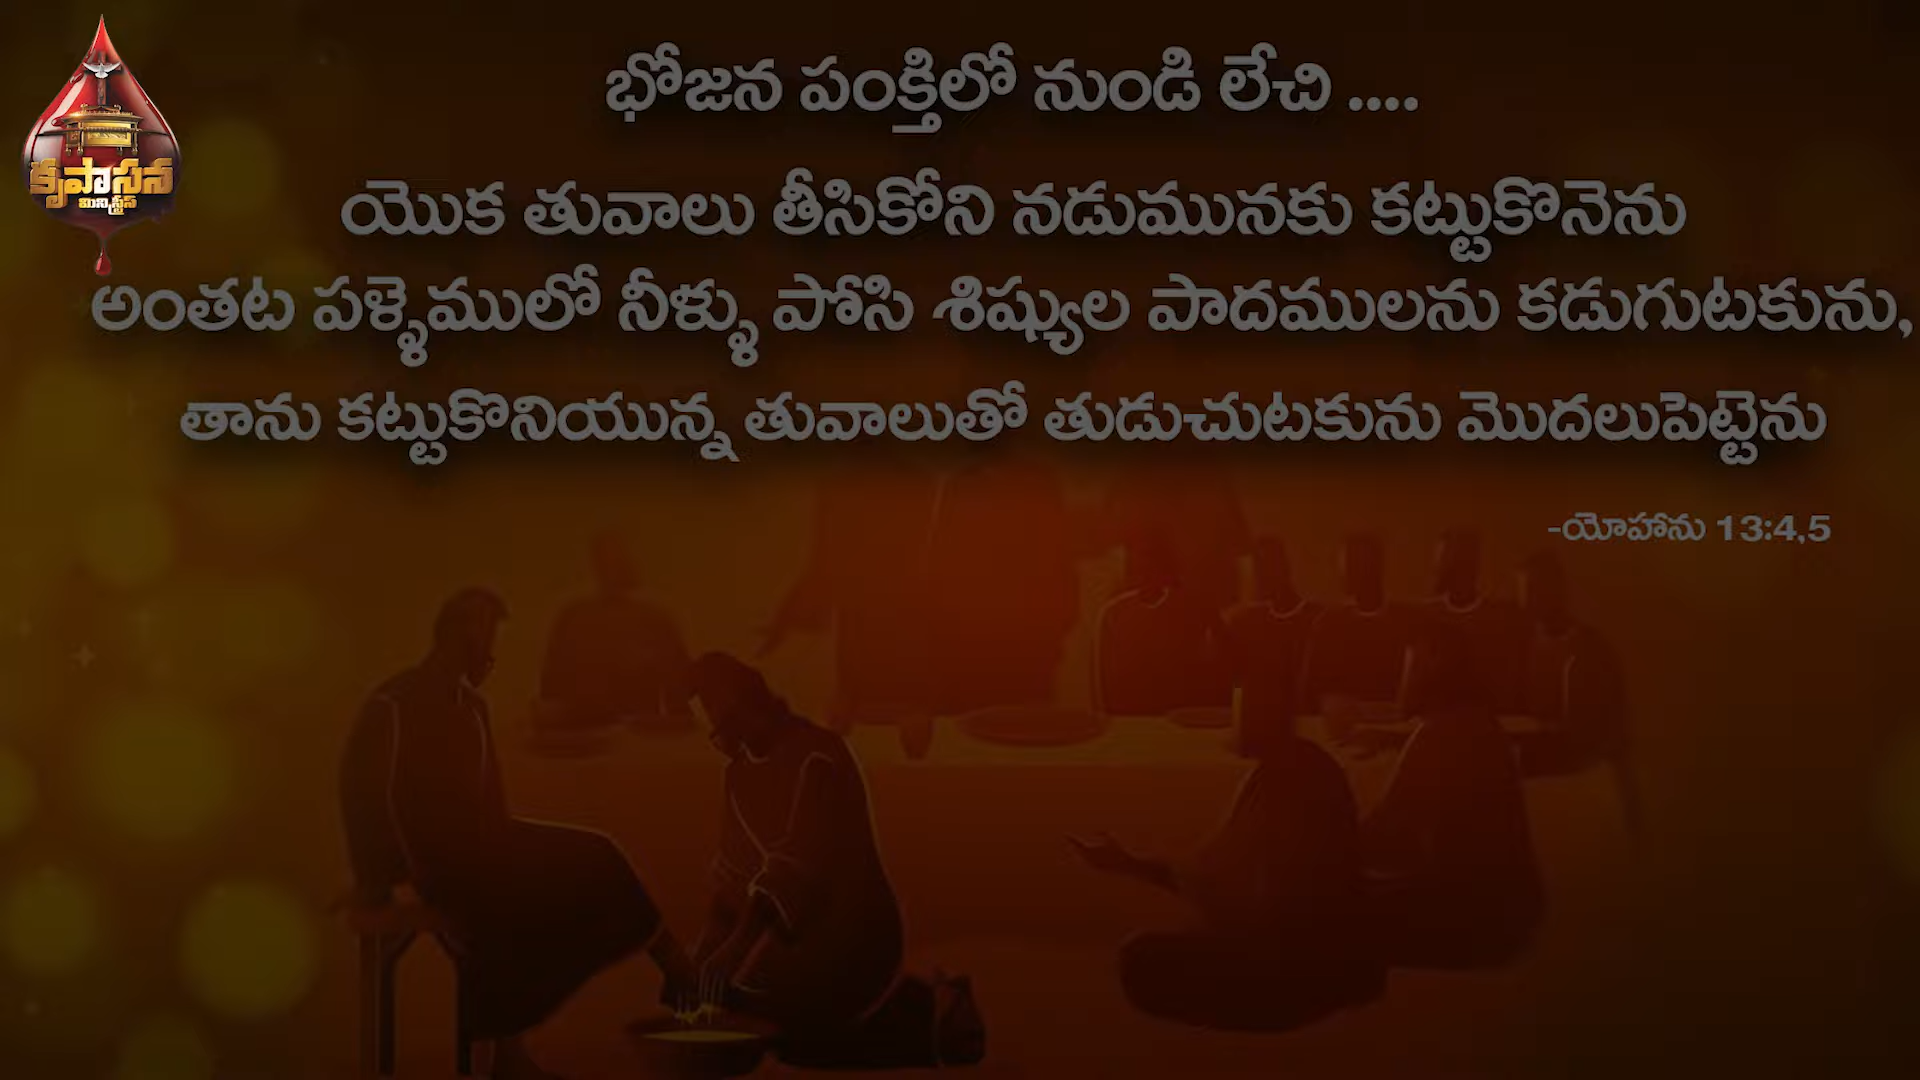 కృపాసన
మినిస్ట్రీస్
భోజన పంక్తిలో నుండి లేచి ....
యొక తువాలు తీసికోని నడుమునకు కట్టుకొనెను
అంతట పళ్ళెములో నీళ్ళు పోసి శిష్యుల పాదములను కడుగుటకును,
తాను కట్టుకొనియున్న తువాలుతో తుడుచుటకును మొదలుపెట్టెను
-యోహాను 13:4,5